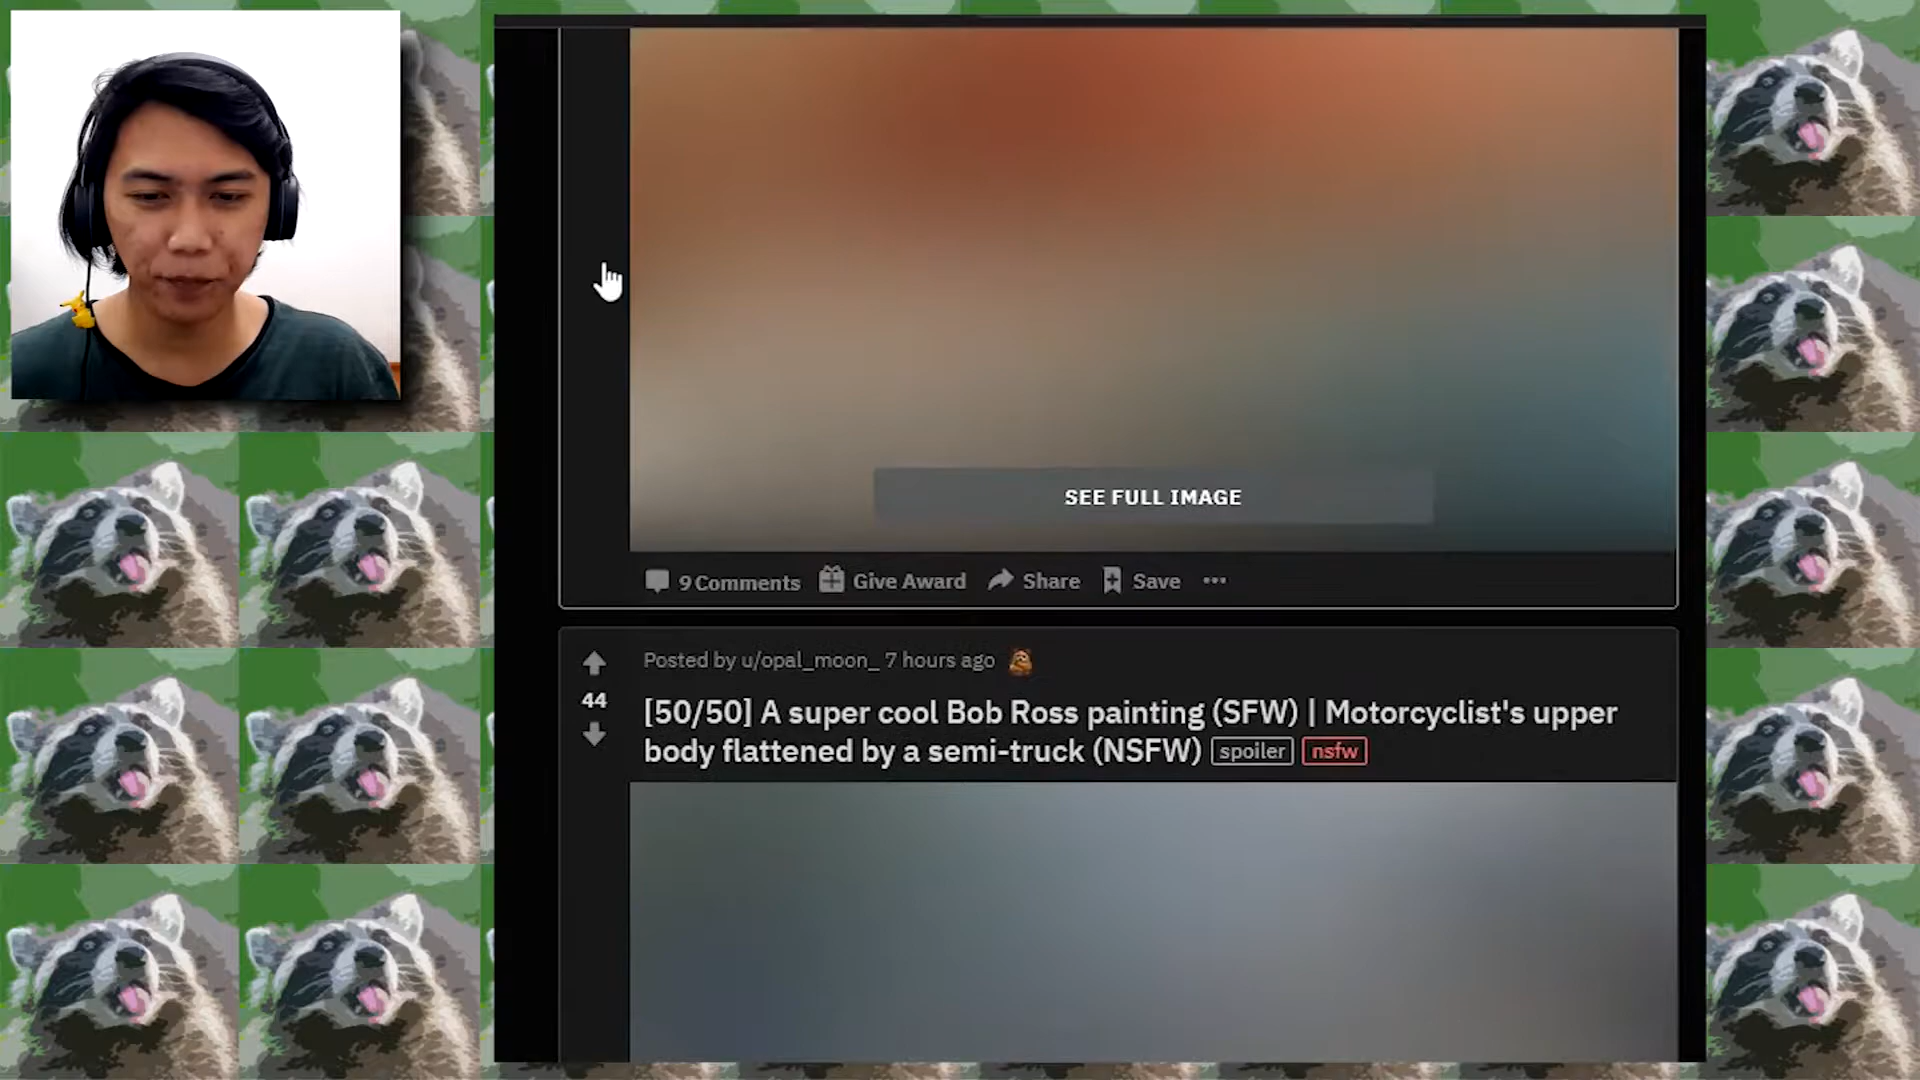 SEE FULL IMAGE
9 Comments Give Award Share Save
Posted by u/opal_moon_ 7 hours ago
44
[50/50] A super cool Bob Ross painting (SFW) | Motorcyclist's upper
body flattened by a semi-truck (NSFW) spoiler nsfw